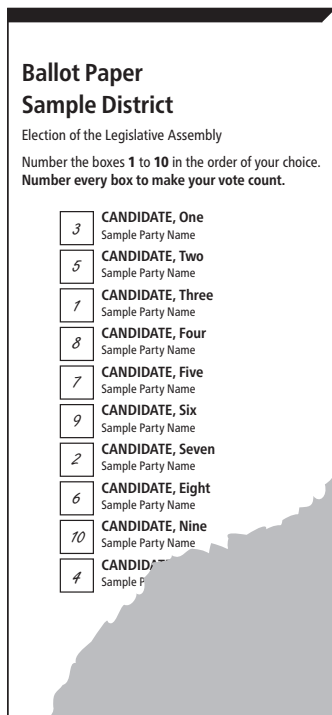 Ballot Paper
Sample District
Election of the Legislative Assembly
Number the boxes 1 to 10 in the order of your choice.
Number every box to make your vote count.
3 CANDIDATE, One
Sample Party Name
5 CANDIDATE, Two
Sample Party Name
1 CANDIDATE, Three
Sample Party Name
8 CANDIDATE, Four
Sample Party Name
7 CANDIDATE, Five
Sample Party Name
9 CANDIDATE, Six
Sample Party Name
2 CANDIDATE, Seven
Sample Party Name
6 CANDIDATE, Eight
Sample Party Name
10 CANDIDATE, Nine
Sample Party Name
4
Sample